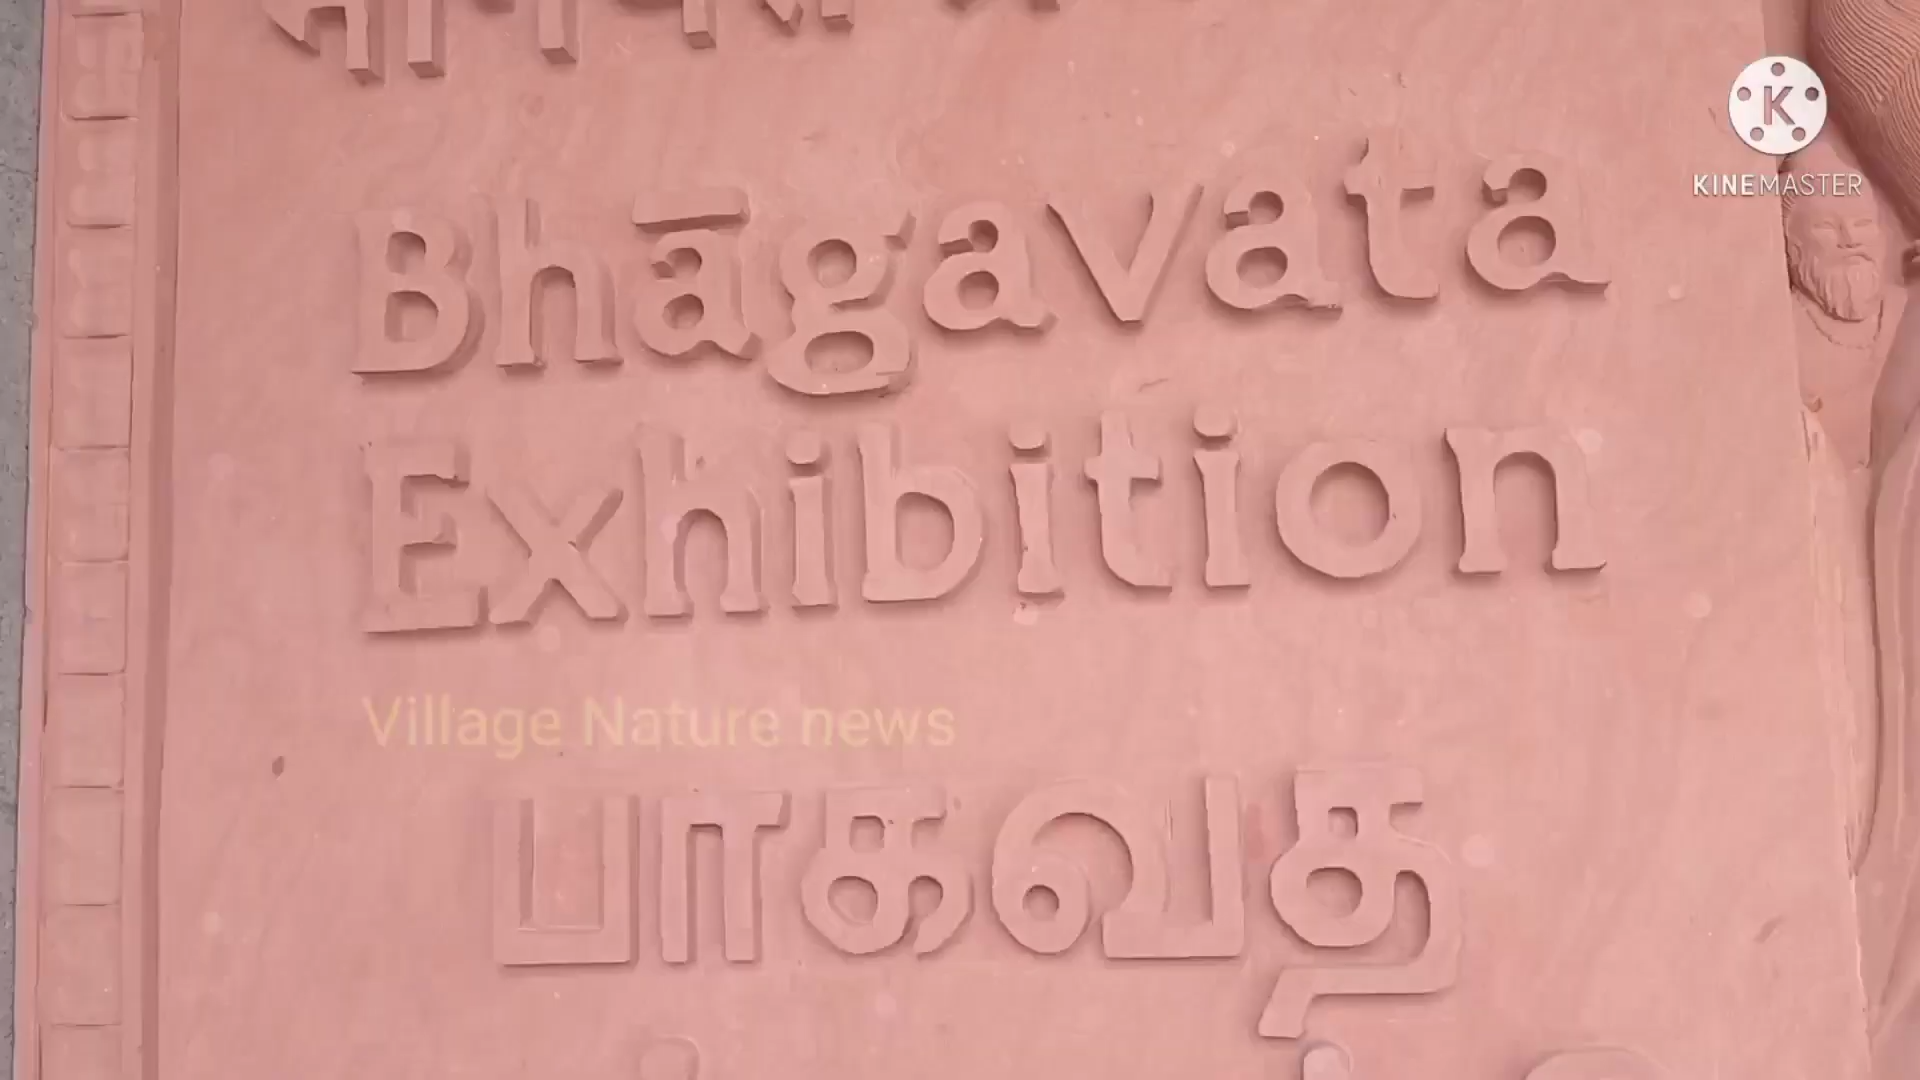 KINEMASTER
Bhāgavata
Exhibition
Village Nature news
பாகவத